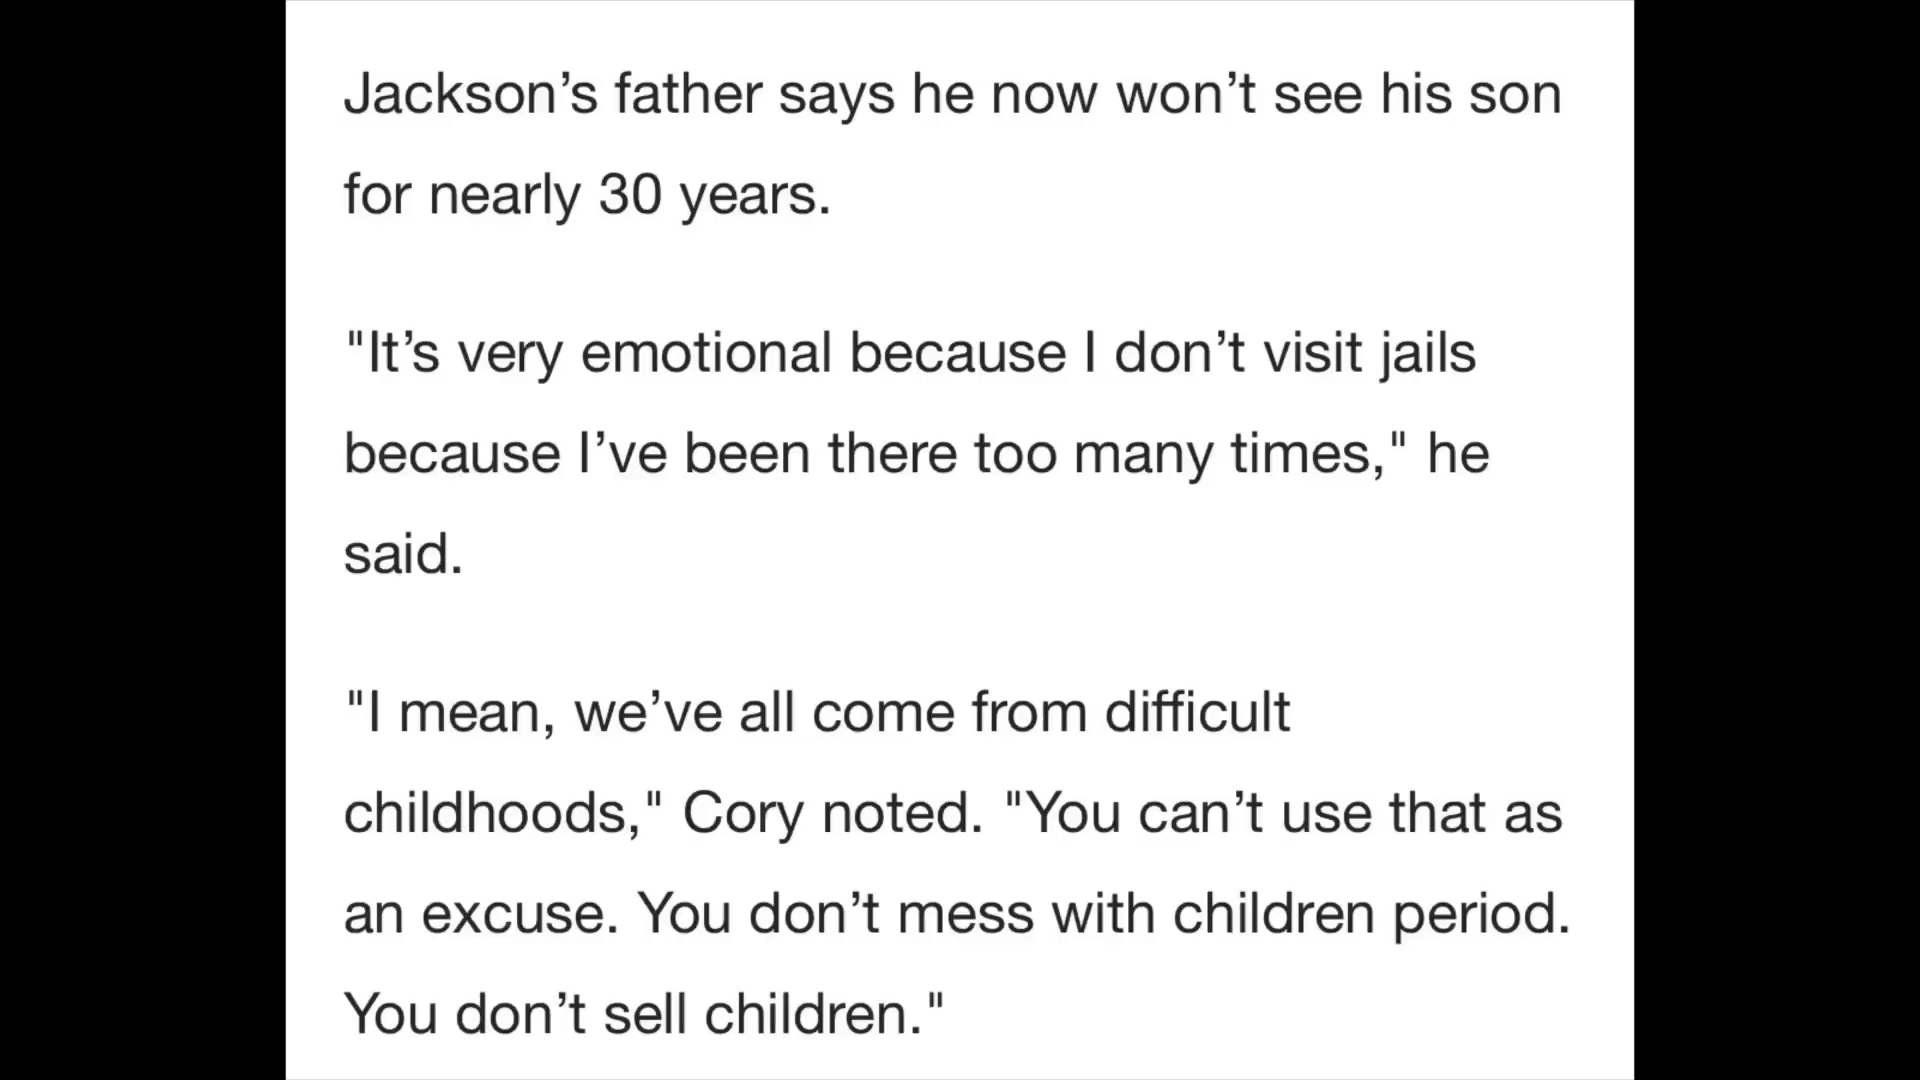 Jackson’s father says he now won’t see his son
for nearly 30 years.
"It’s very emotional because I don’t visit jails
because I’ve been there too many times," he
said.
"I mean, we’ve all come from difficult
childhoods," Cory noted. "You can’t use that as
an excuse. You don’t mess with children period.
You don’t sell children."